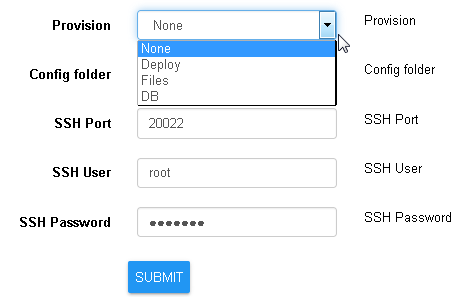 Provision None Provision
None
Config folder Deploy Config folder
Files
DB
SSH Port 20022 SSH Port
SSH User root SSH User
SSH Password ••••••• SSH Password
SUBMIT